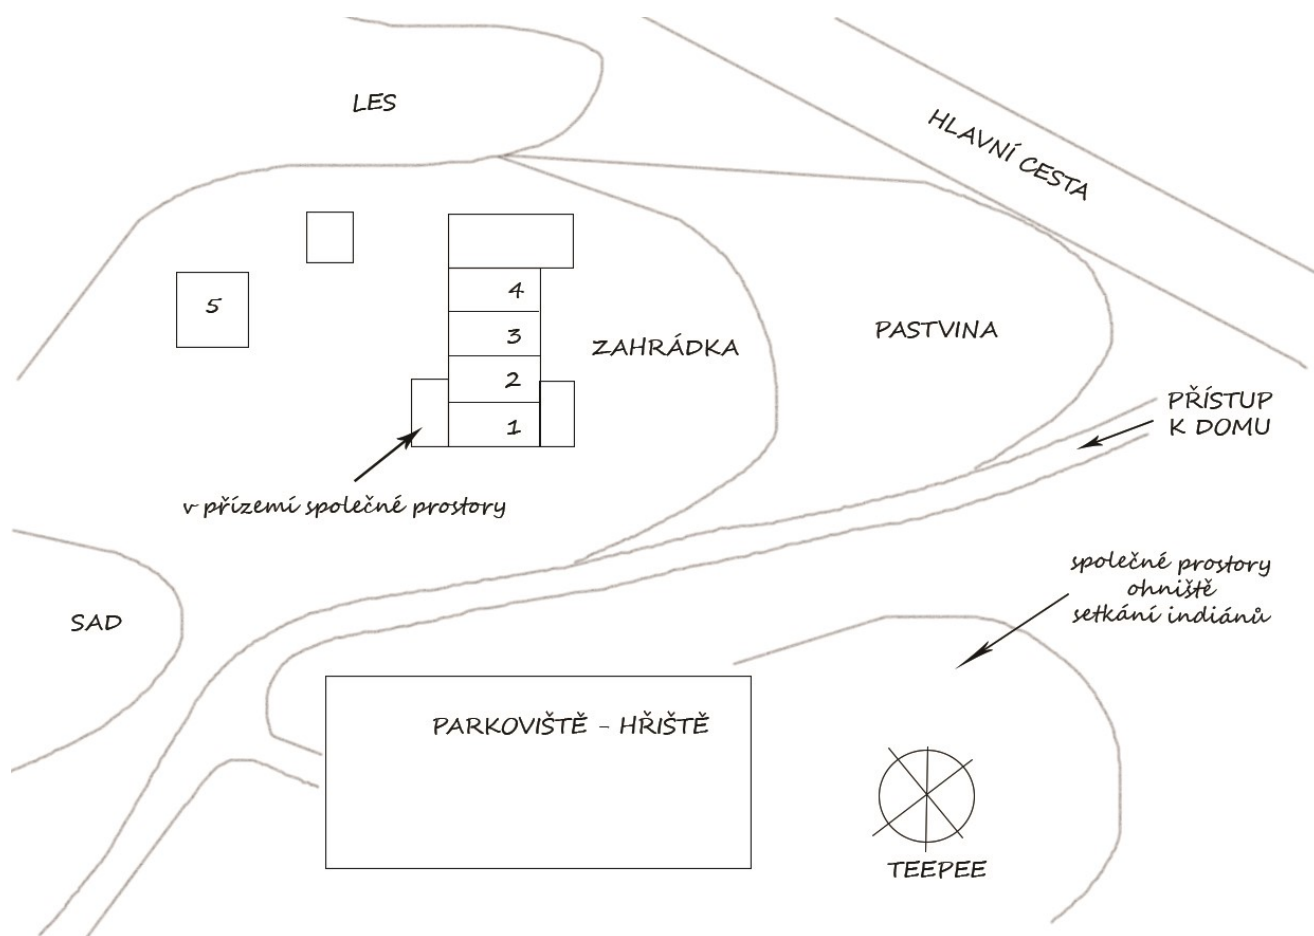 LES
HLAVNÍ CESTA
5
4
3
2
1
ZAHRÁDKA
PASTVINA
PŘÍSTUP
K DOMU
v přízemí společné prostory
společné prostory
ohniště
setkání indiánů
SAD
PARKOVIŠTĚ - HŘIŠTĚ
TEEPEE